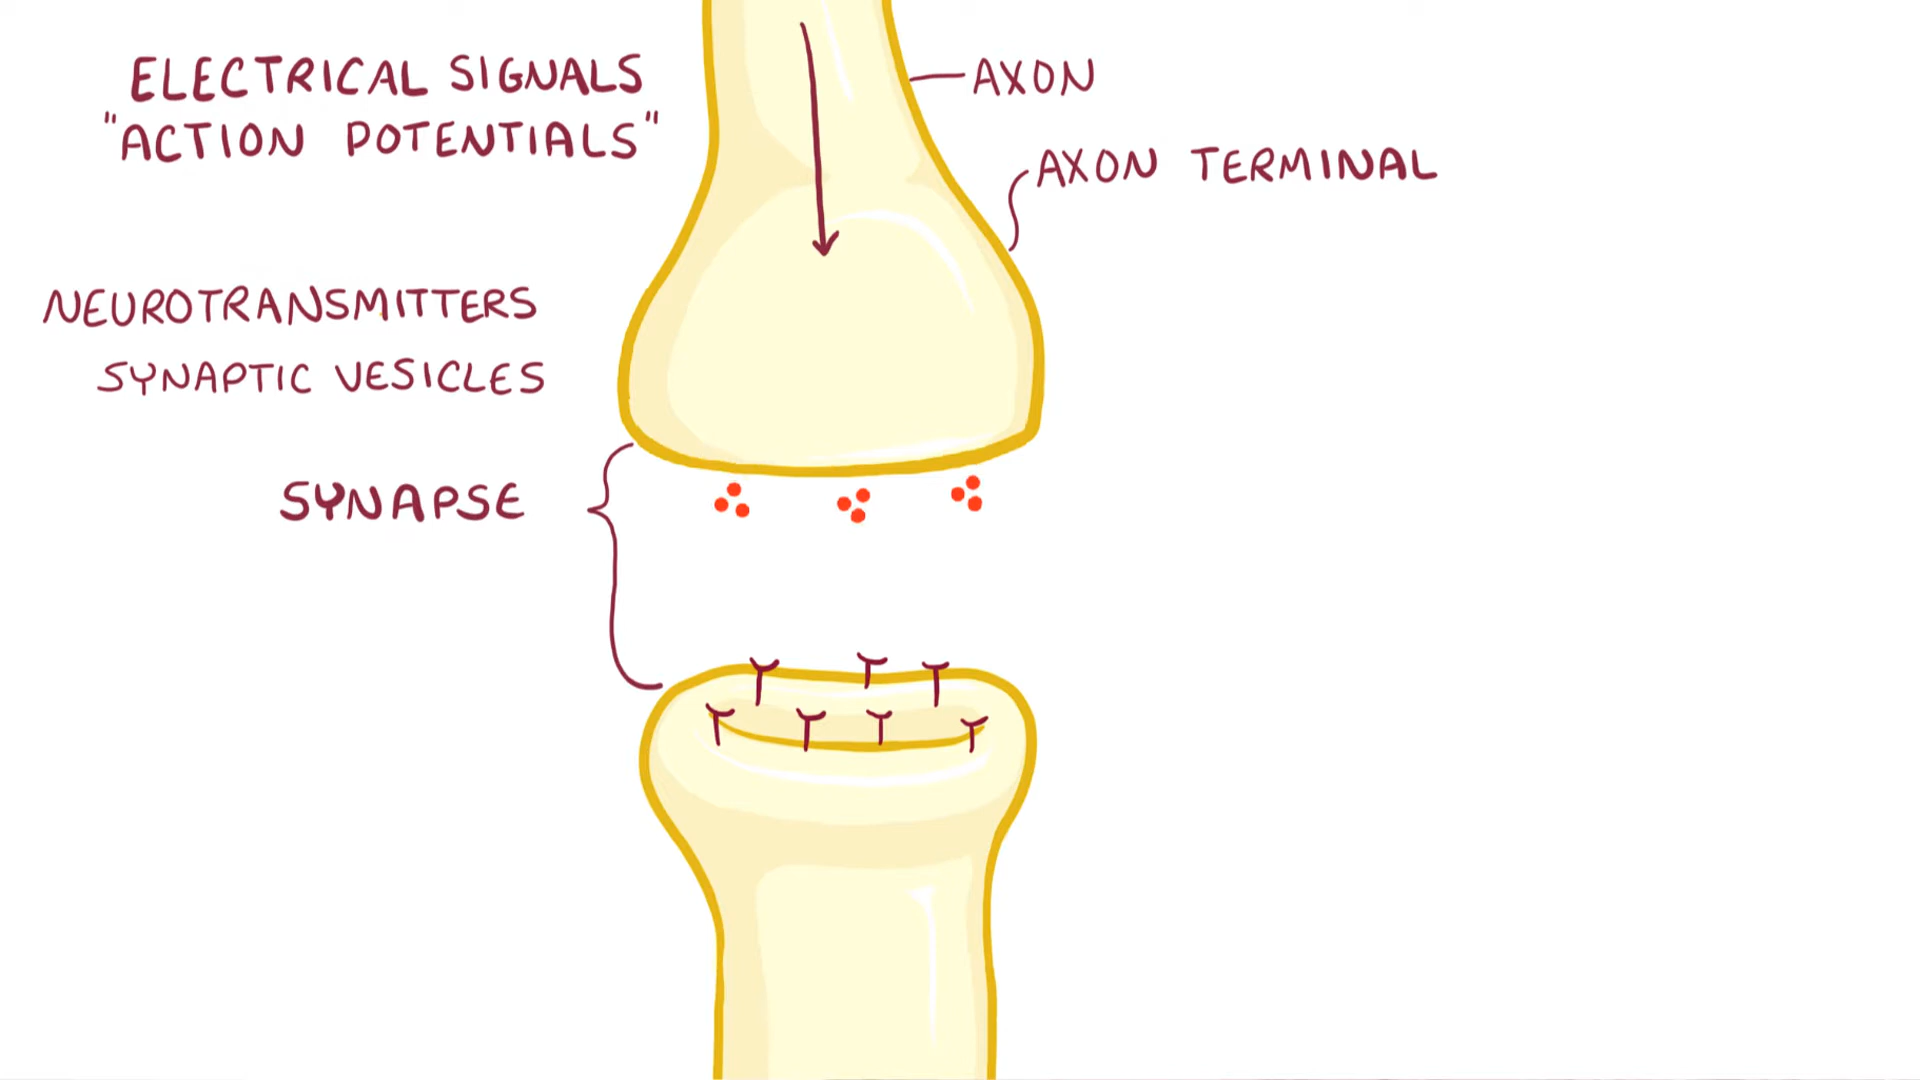 ELECTRICAL SIGNALS
"ACTION POTENTIALS"
AXON
AXON TERMINAL
NEUROTRANSMITTERS
SYNAPTIC VESICLES
SYNAPSE